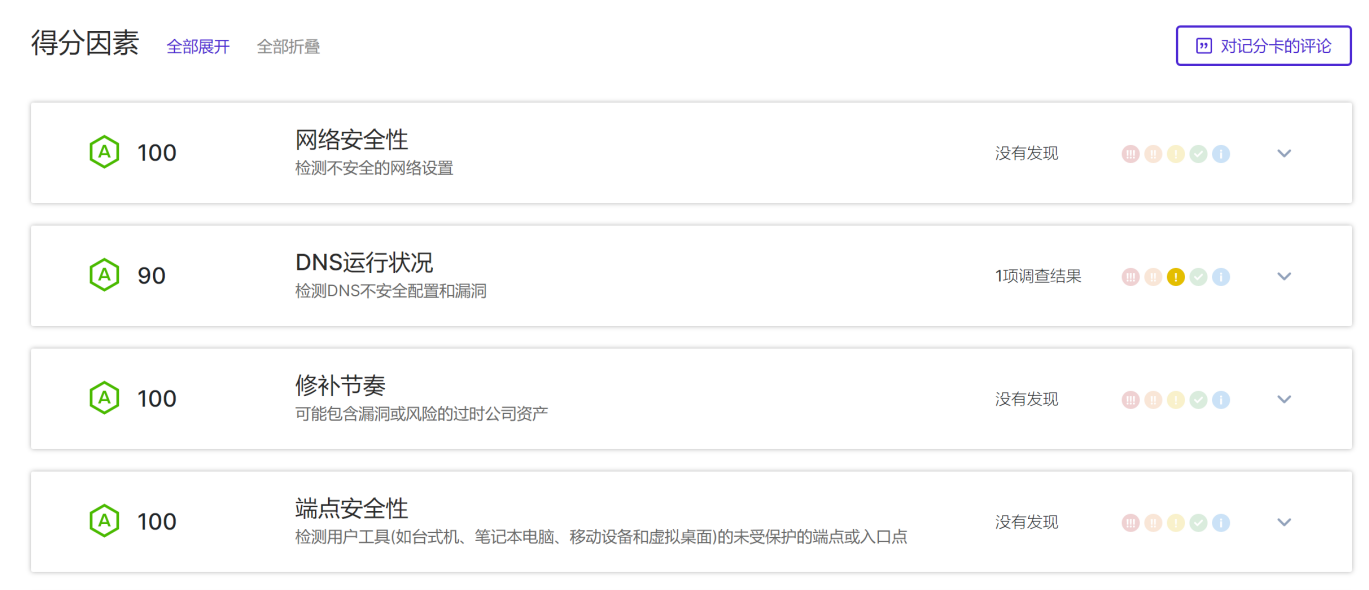 得分因素 全部展开 全部折叠 对记分卡的评论
A 100 网络安全性 没有发现
检测不安全的网络设置
A 90 DNS运行状况 1项调查结果
检测DNS不安全配置和漏洞
A 100 修补节奏 没有发现
可能包含漏洞或风险的过时公司资产
A 100 端点安全性 没有发现
检测用户工具(如台式机、笔记本电脑、移动设备和虚拟桌面)的未受保护的端点或入口点